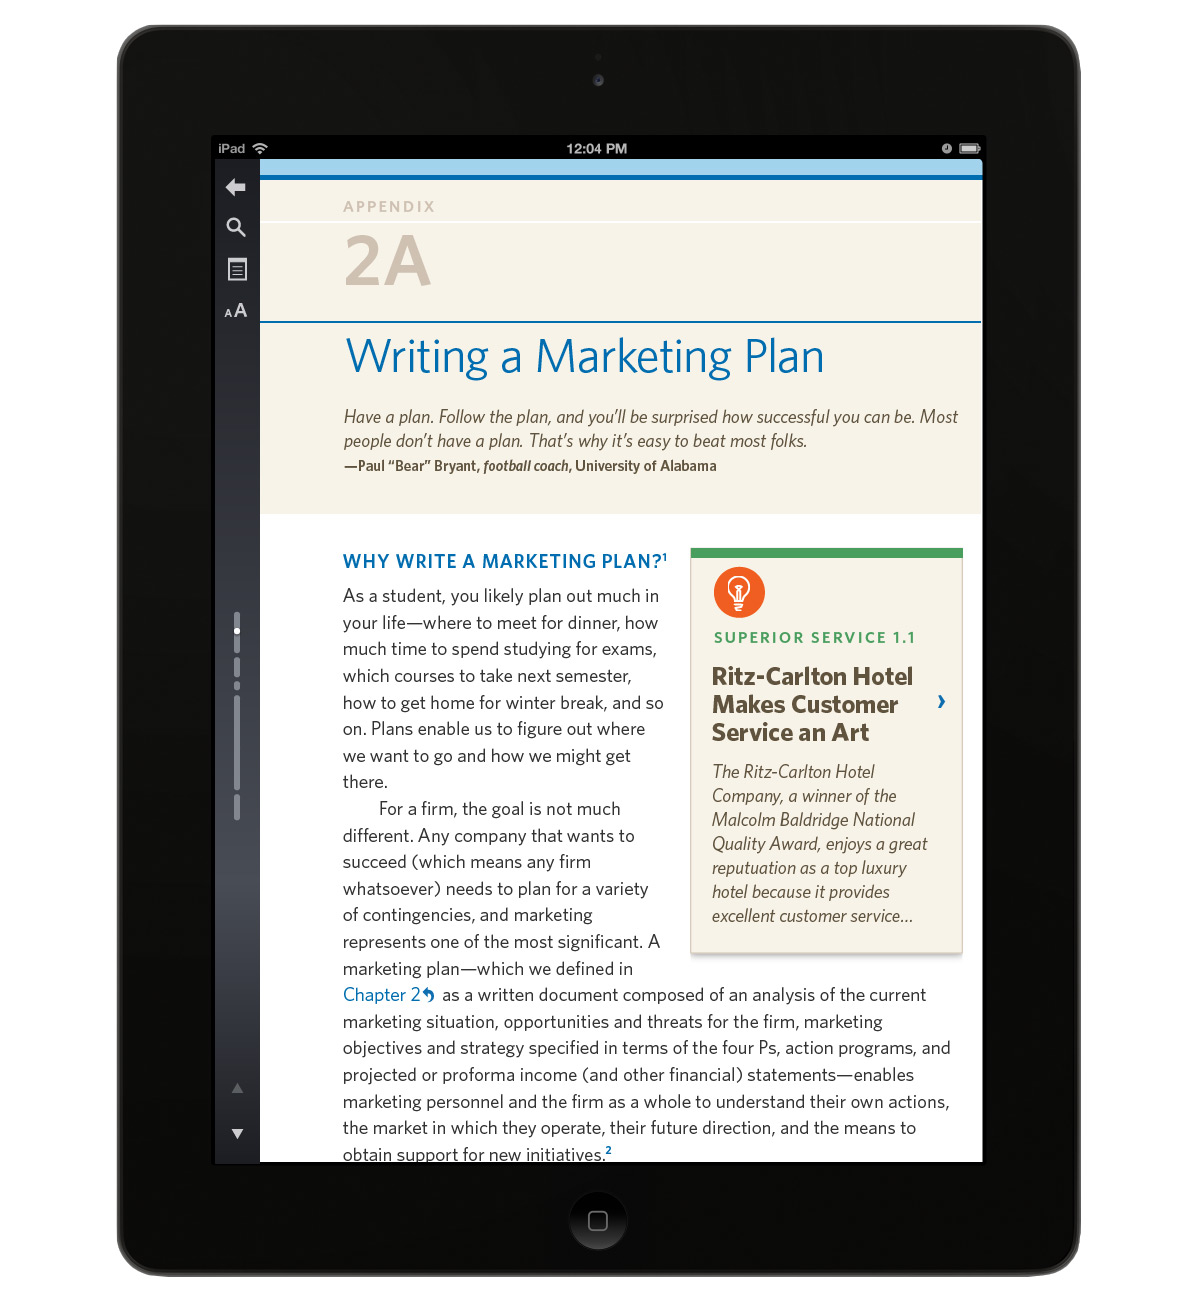 iPad 12:04 PM
APPENDIX
2A
Writing a Marketing Plan
Have a plan. Follow the plan, and you'll be surprised how successful you can be. Most
people don't have a plan. That's why it's easy to beat most folks.
—Paul “Bear” Bryant, football coach, University of Alabama
WHY WRITE A MARKETING PLAN?¹
As a student, you likely plan out much in
your life—where to meet for dinner, how
much time to spend studying for exams,
which courses to take next semester,
how to get home for winter break, and so
on. Plans enable us to figure out where
we want to go and how we might get
there.
For a firm, the goal is not much
different. Any company that wants to
succeed (which means any firm
whatsoever) needs to plan for a variety
of contingencies, and marketing
represents one of the most significant. A
marketing plan—which we defined in
Chapter 2 as a written document composed of an analysis of the current
marketing situation, opportunities and threats for the firm, marketing
objectives and strategy specified in terms of the four Ps, action programs, and
projected or proforma income (and other financial) statements—enables
marketing personnel and the firm as a whole to understand their own actions,
the market in which they operate, their future direction, and the means to
obtain support for new initiatives.²
SUPERIOR SERVICE 1.1
Ritz-Carlton Hotel
Makes Customer
Service an Art
The Ritz-Carlton Hotel
Company, a winner of the
Malcolm Baldridge National
Quality Award, enjoys a great
reputuation as a top luxury
hotel because it provides
excellent customer service...
AA